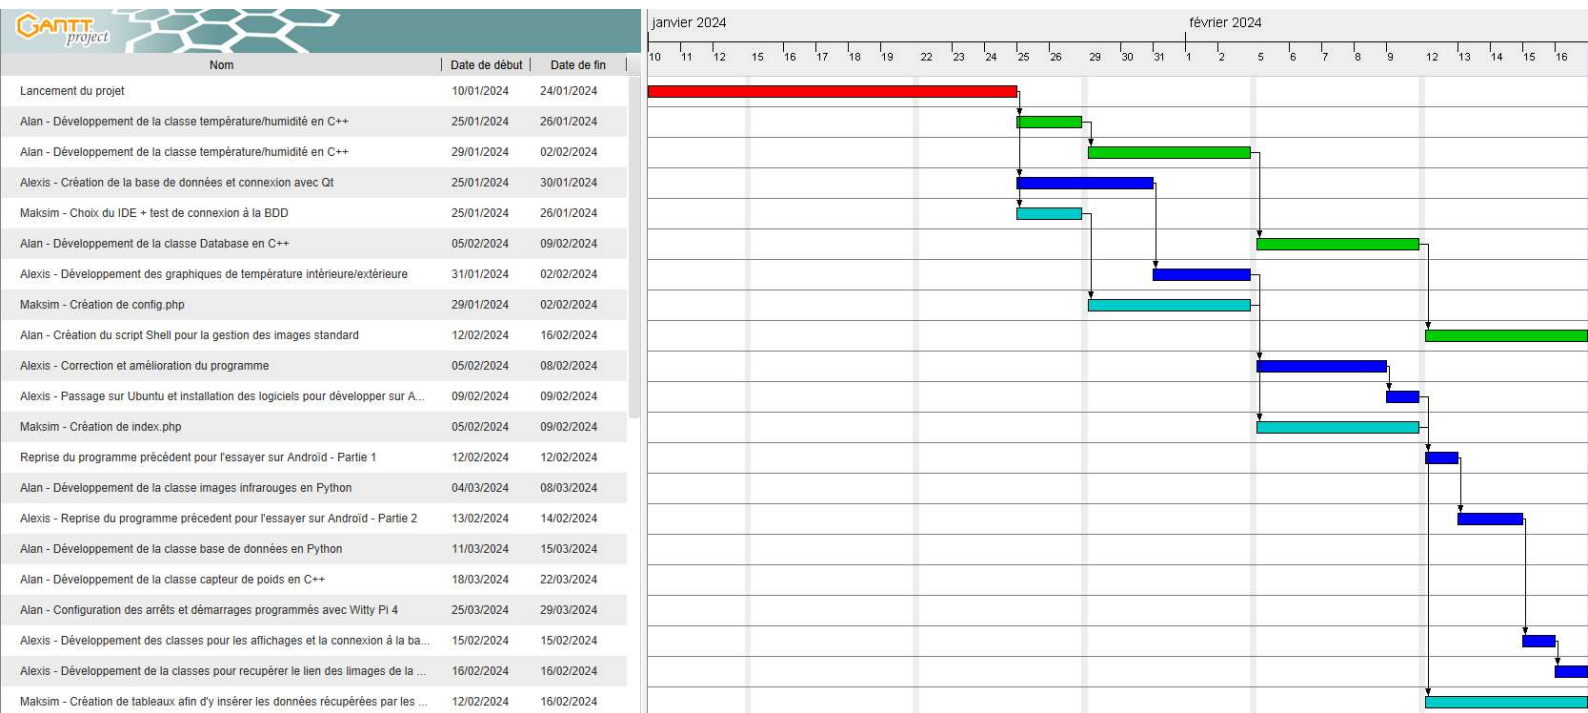 GANTT project
janvier 2024 février 2024
Nom Date de début Date de fin
10 11 12 15 16 17 18 19 22 23 24 25 26 29 30 31 1 2 5 6 7 8 9 12 13 14 15 16
Lancement du projet 10/01/2024 24/01/2024
Alan - Développement de la classe température/humidité en C++ 25/01/2024 26/01/2024
Alan - Développement de la classe température/humidité en C++ 29/01/2024 02/02/2024
Alexis - Création de la base de données et connexion avec Qt 25/01/2024 30/01/2024
Maksim - Choix du IDE + test de connexion à la BDD 25/01/2024 26/01/2024
Alan - Développement de la classe Database en C++ 05/02/2024 09/02/2024
Alexis - Développement des graphiques de température intérieure/extérieure 31/01/2024 02/02/2024
Maksim - Création de config.php 29/01/2024 02/02/2024
Alan - Création du script Shell pour la gestion des images standard 12/02/2024 16/02/2024
Alexis - Correction et amélioration du programme 05/02/2024 08/02/2024
Alexis - Passage sur Ubuntu et installation des logiciels pour développer sur A... 09/02/2024 09/02/2024
Maksim - Création de index.php 05/02/2024 09/02/2024
Reprise du programme précèdent pour l'essayer sur Androïd - Partie 1 12/02/2024 12/02/2024
Alan - Développement de la classe images infrarouges en Python 04/03/2024 08/03/2024
Alexis - Reprise du programme précedent pour l'essayer sur Androïd - Partie 2 13/02/2024 14/02/2024
Alan - Développement de la classe base de données en Python 11/03/2024 15/03/2024
Alan - Développement de la classe capteur de poids en C++ 18/03/2024 22/03/2024
Alan - Configuration des arrêts et démarrages programmés avec Witty Pi 4 25/03/2024 29/03/2024
Alexis - Développement des classes pour les affichages et la connexion á la ba... 15/02/2024 15/02/2024
Alexis - Développement de la classes pour recupérer le lien des limages de la ... 16/02/2024 16/02/2024
Maksim - Création de tableaux afin d'y insérer les données récupérées par les ... 12/02/2024 16/02/2024